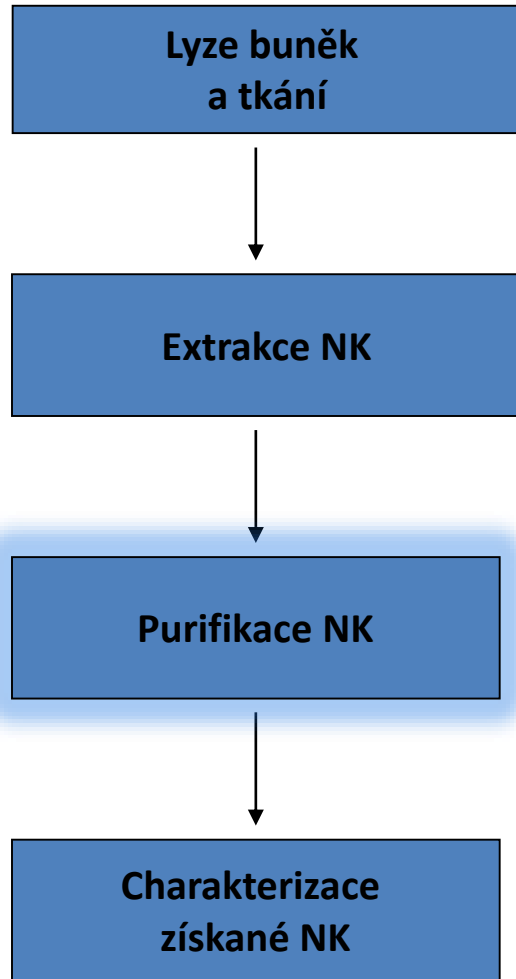 Lyze buněk
a tkání
Extrakce NK
Purifikace NK
Charakterizace
získané NK